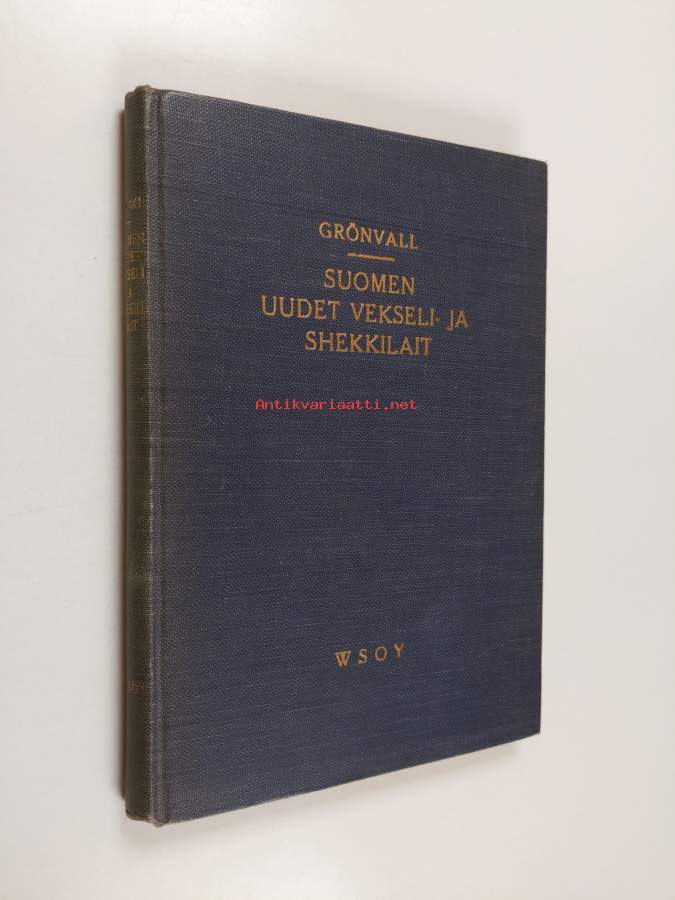 GRÖNVALL
SUOMEN
UUDET VEKSELI- JA
SHEKKILAIT
Antikvariaatti.net
WSOY